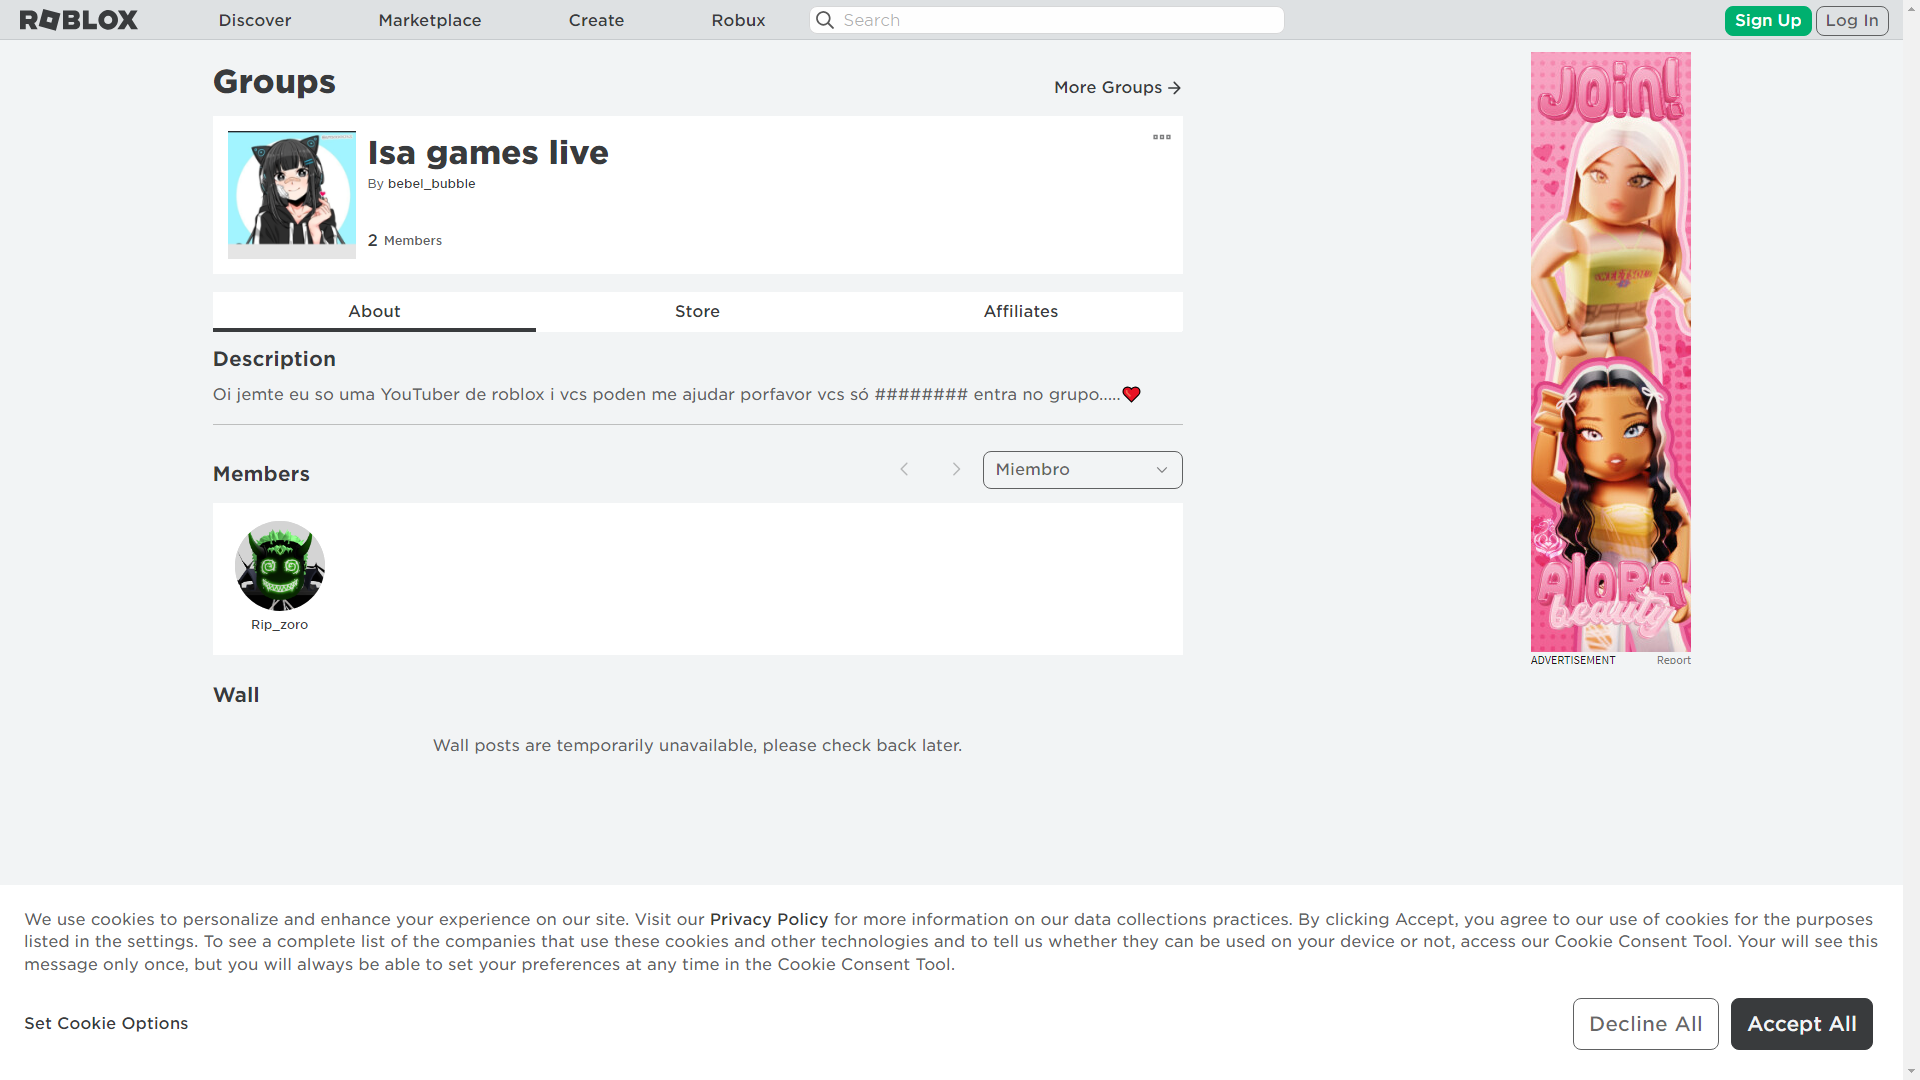 ROBLOX Discover Marketplace Create Robux Search Sign Up Log In
Groups
More Groups
Isa games live
By bebel_bubble
2 Members
About Store Affiliates
Description
Oi jemte eu so uma YouTuber de roblox i vcs poden me ajudar porfavor vcs só ######## entra no grupo.....❤
Members
Miembro
Rip_zoro
Wall
Wall posts are temporarily unavailable, please check back later.
JOin!
AlORA
beauty
ADVERTISEMENT Report
We use cookies to personalize and enhance your experience on our site. Visit our Privacy Policy for more information on our data collections practices. By clicking Accept, you agree to our use of cookies for the purposes
listed in the settings. To see a complete list of the companies that use these cookies and other technologies and to tell us whether they can be used on your device or not, access our Cookie Consent Tool. Your will see this
message only once, but you will always be able to set your preferences at any time in the Cookie Consent Tool.
Set Cookie Options
Decline All
Accept All